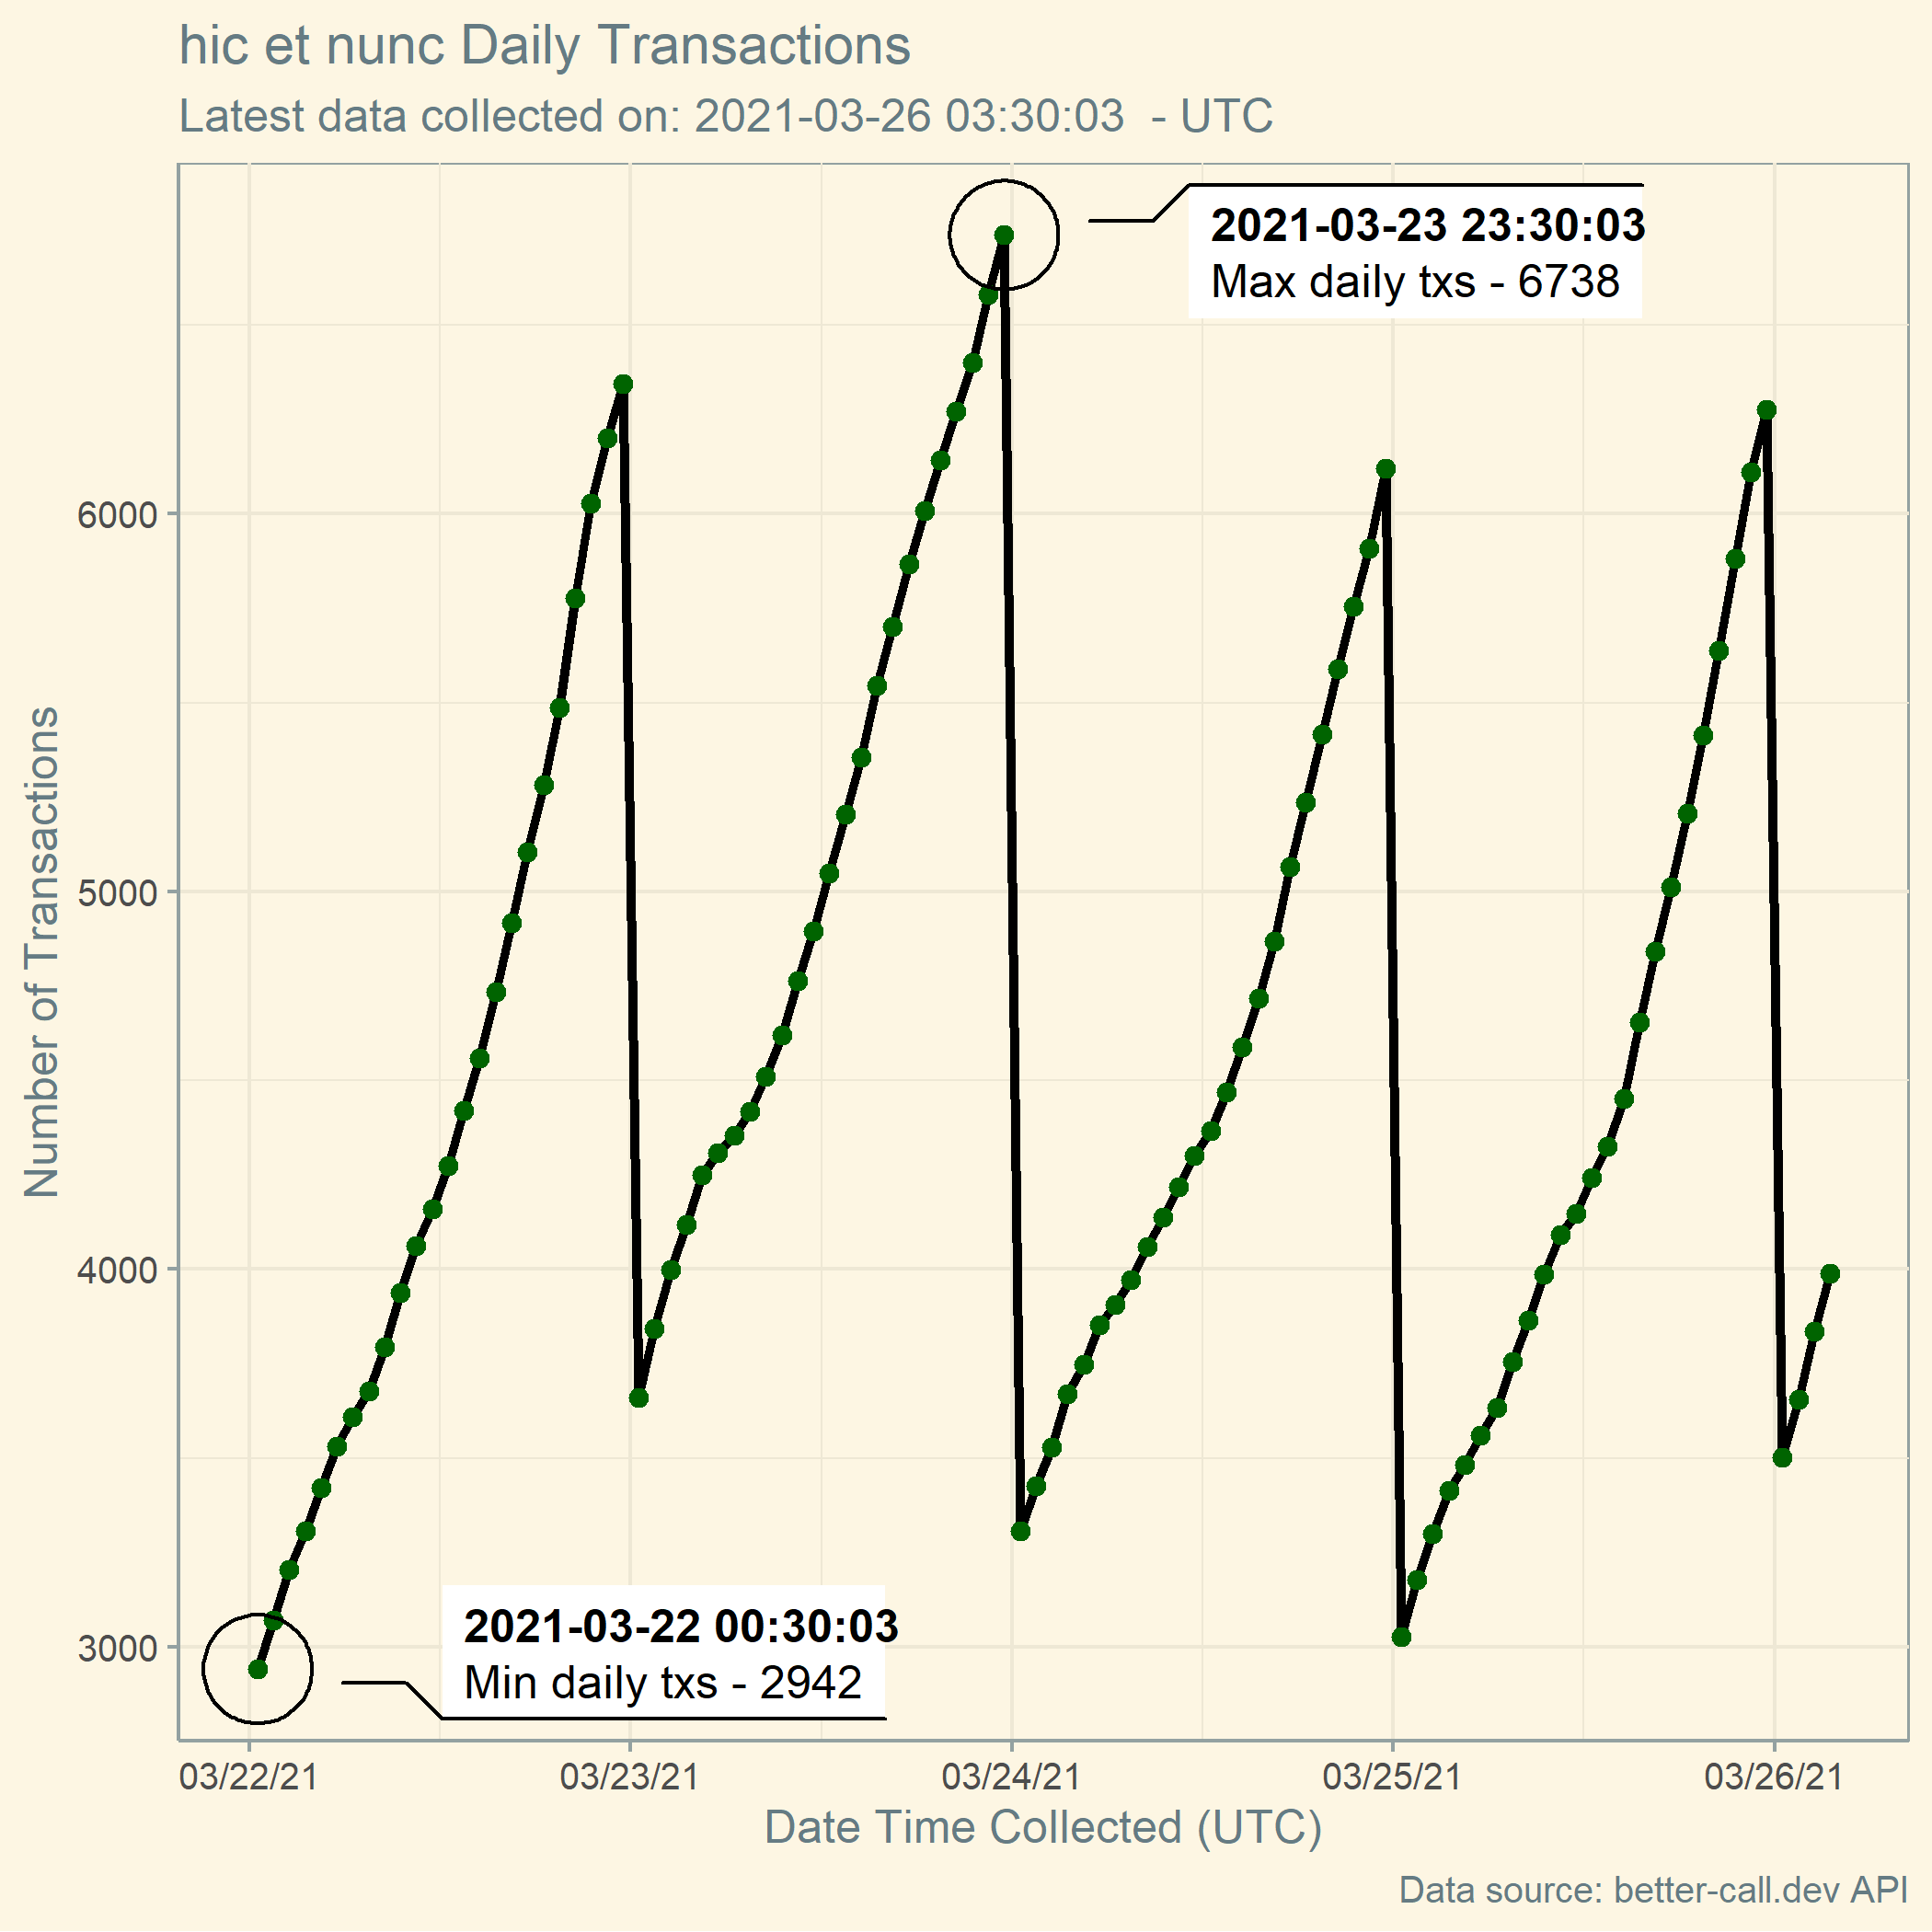 hic et nunc Daily Transactions
Latest data collected on: 2021-03-26 03:30:03  - UTC
2021-03-23 23:30:03
Max daily txs - 6738
Number of Transactions
6000
5000
4000
3000
2021-03-22 00:30:03
Min daily txs - 2942
03/22/21
03/23/21
03/24/21
03/25/21
03/26/21
Date Time Collected (UTC)
Data source: better-call.dev API